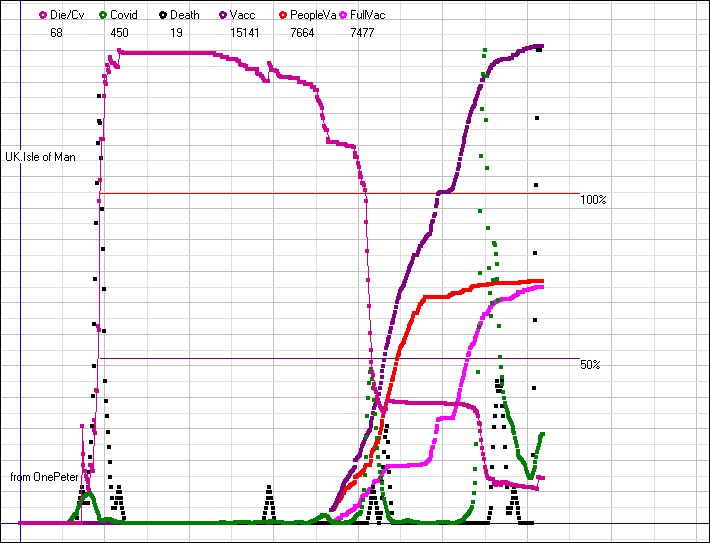 Die/Cv Covid Death Vacc PeopleVa FullVac
68 450 19 15141 7664 7477
UK.Isle of Man
100%
50%
from OnePeter